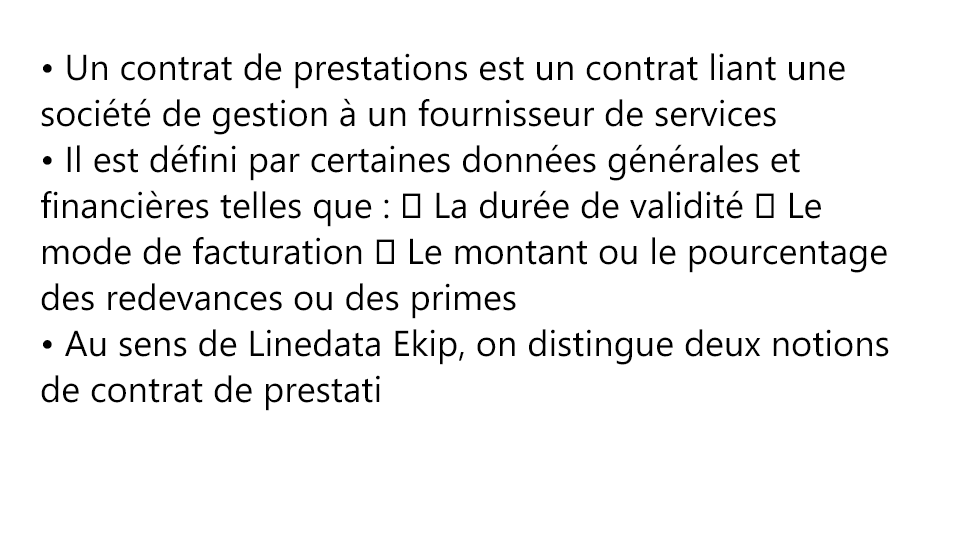 • Un contrat de prestations est un contrat liant une
société de gestion à un fournisseur de services
• Il est défini par certaines données générales et
financières telles que : ▯ La durée de validité ▯ Le
mode de facturation ▯ Le montant ou le pourcentage
des redevances ou des primes
• Au sens de Linedata Ekip, on distingue deux notions
de contrat de prestati